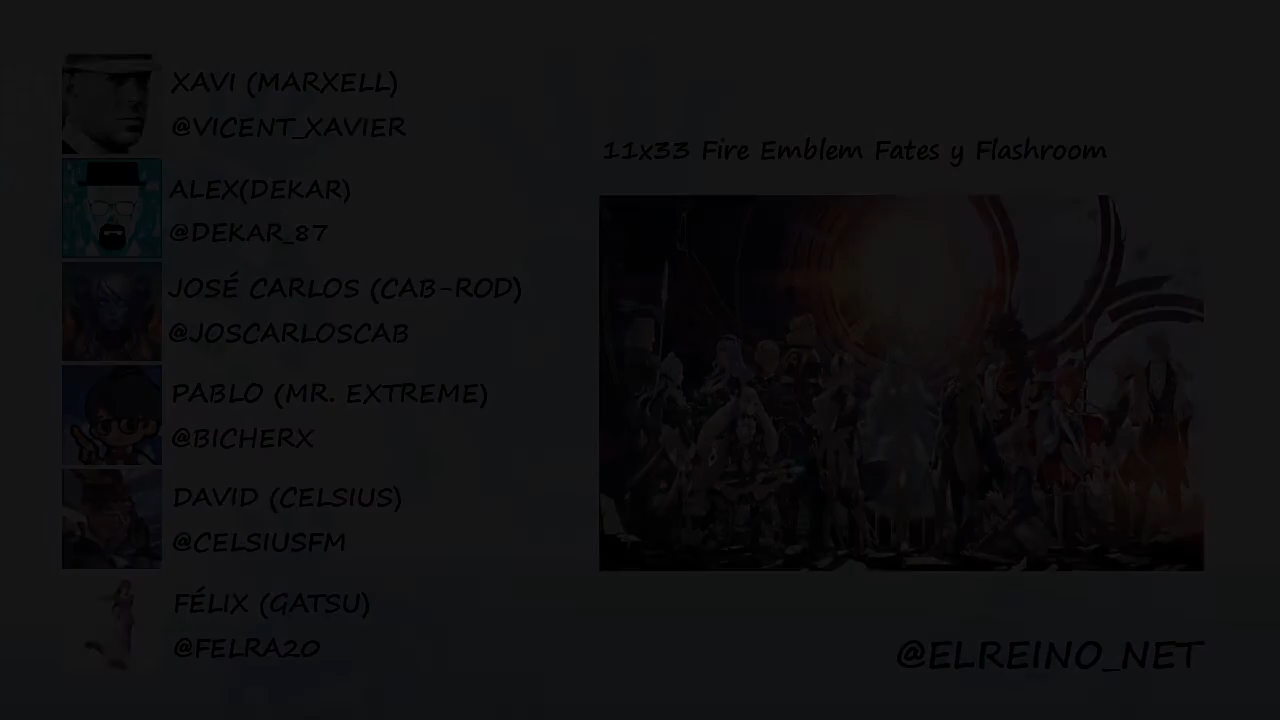 XAVI (MARXELL)
@VICENT_XAVIER
ALEX(DEKAR)
@DEKAR_87
JOSÉ CARLOS (CAB-ROD)
@JOSCARLOSCAB
PABLO (MR. EXTREME)
@BICHERX
DAVID (CELSIUS)
@CELSIUSFM
FÉLIX (GATSU)
@FELRA20
11x33 Fire Emblem Fates y Flashroom
@ELREINO_NET